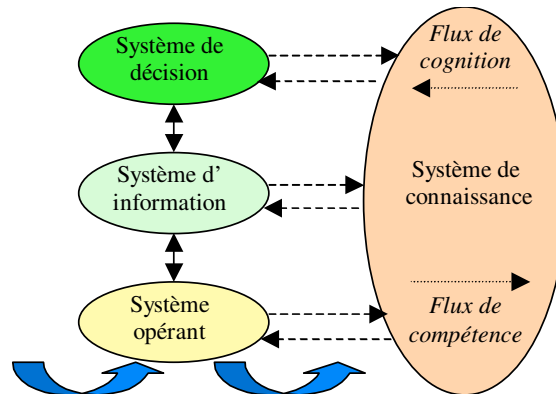 Système de
décision
Flux de
cognition
Système d'
information
Système de
connaissance
Système
opérant
Flux de
compétence